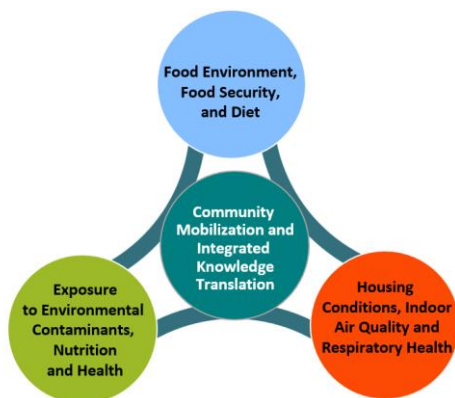 Food Environment,
Food Security,
and Diet
Community
Mobilization and
Integrated
Knowledge
Translation
Exposure
to Environmental
Contaminants,
Nutrition
and Health
Housing
Conditions, Indoor
Air Quality and
Respiratory Health